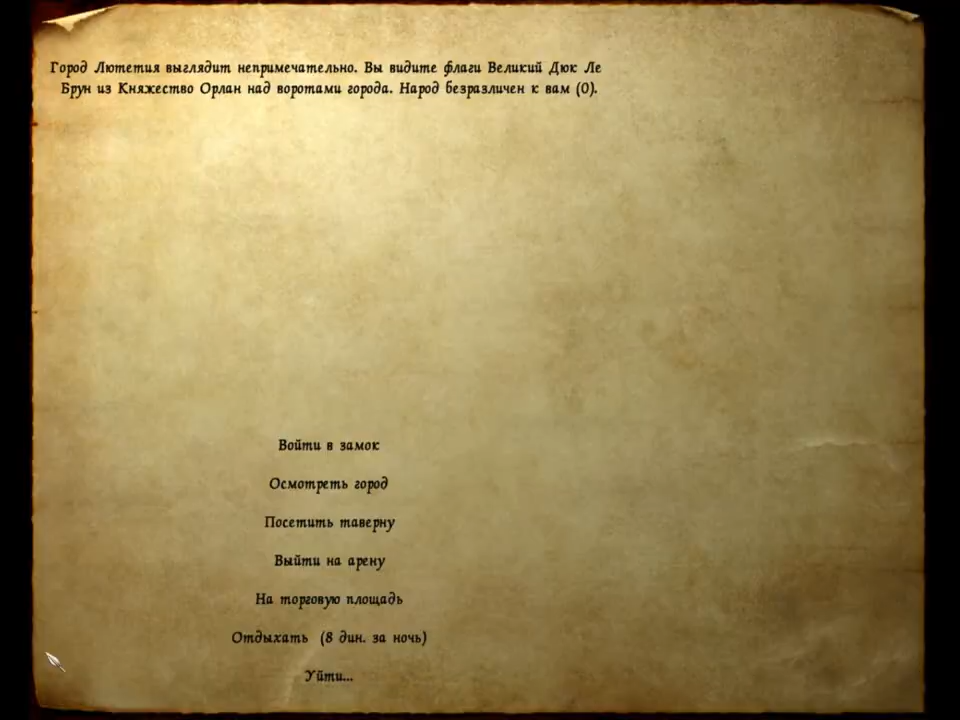 Город Лютетия выглядит непримечательно. Вы видите флаги Великий Дюк Ле
Брун из Княжество Орлан над воротами города. Народ безразличен к вам (0).
Войти в замок
Осмотреть город
Посетить таверну
Выйти на арену
На торговую площадь
Отдыхать (8 дин. за ночь)
Уйти...